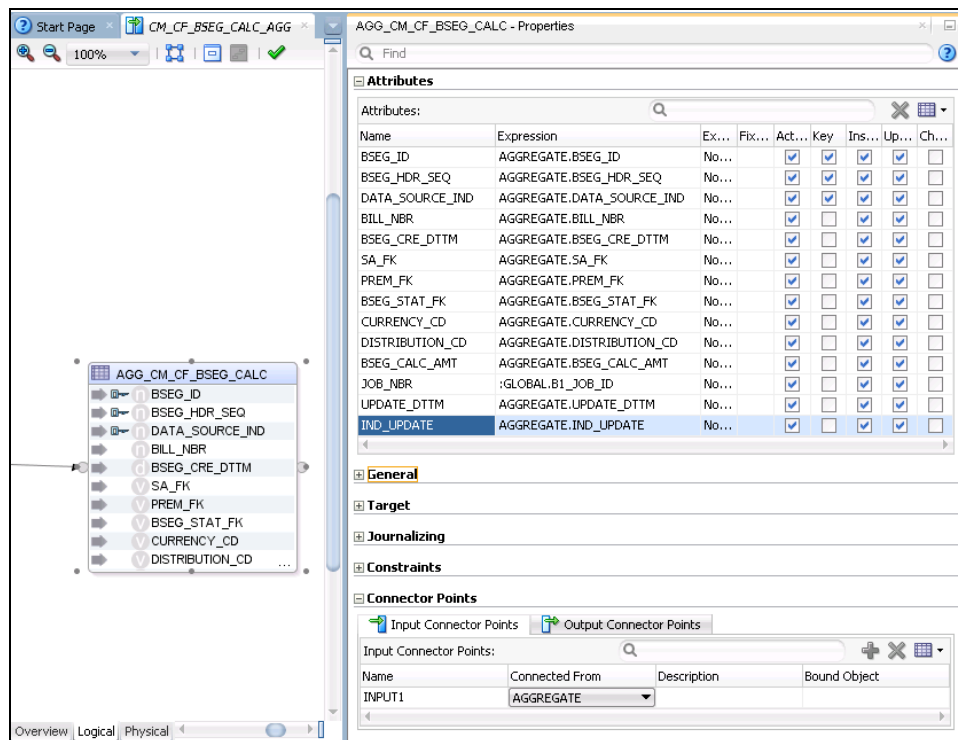 Start Page
CM_CF_BSEG_CALC_AGG
100%
AGG_CM_CF_BSEG_CALC
BSEG_ID
BSEG_HDR_SEQ
DATA_SOURCE_IND
BILL_NBR
BSEG_CRE_DTTM
SA_FK
PREM_FK
BSEG_STAT_FK
CURRENCY_CD
DISTRIBUTION_CD
...
Overview Logical Physical
AGG_CM_CF_BSEG_CALC - Properties
Find
Attributes
Attributes:
Name Expression Ex... Fix... Act... Key Ins... Up... Ch...
BSEG_ID AGGREGATE.BSEG_ID No...
BSEG_HDR_SEQ AGGREGATE.BSEG_HDR_SEQ No...
DATA_SOURCE_IND AGGREGATE.DATA_SOURCE_IND No...
BILL_NBR AGGREGATE.BILL_NBR No...
BSEG_CRE_DTTM AGGREGATE.BSEG_CRE_DTTM No...
SA_FK AGGREGATE.SA_FK No...
PREM_FK AGGREGATE.PREM_FK No...
BSEG_STAT_FK AGGREGATE.BSEG_STAT_FK No...
CURRENCY_CD AGGREGATE.CURRENCY_CD No...
DISTRIBUTION_CD AGGREGATE.DISTRIBUTION_CD No...
BSEG_CALC_AMT AGGREGATE.BSEG_CALC_AMT No...
JOB_NBR :GLOBAL.B1_JOB_ID No...
UPDATE_DTTM AGGREGATE.UPDATE_DTTM No...
IND_UPDATE AGGREGATE.IND_UPDATE No...
General
Target
Journalizing
Constraints
Connector Points
Input Connector Points Output Connector Points
Input Connector Points:
Name Connected From Description Bound Object
INPUT1 AGGREGATE